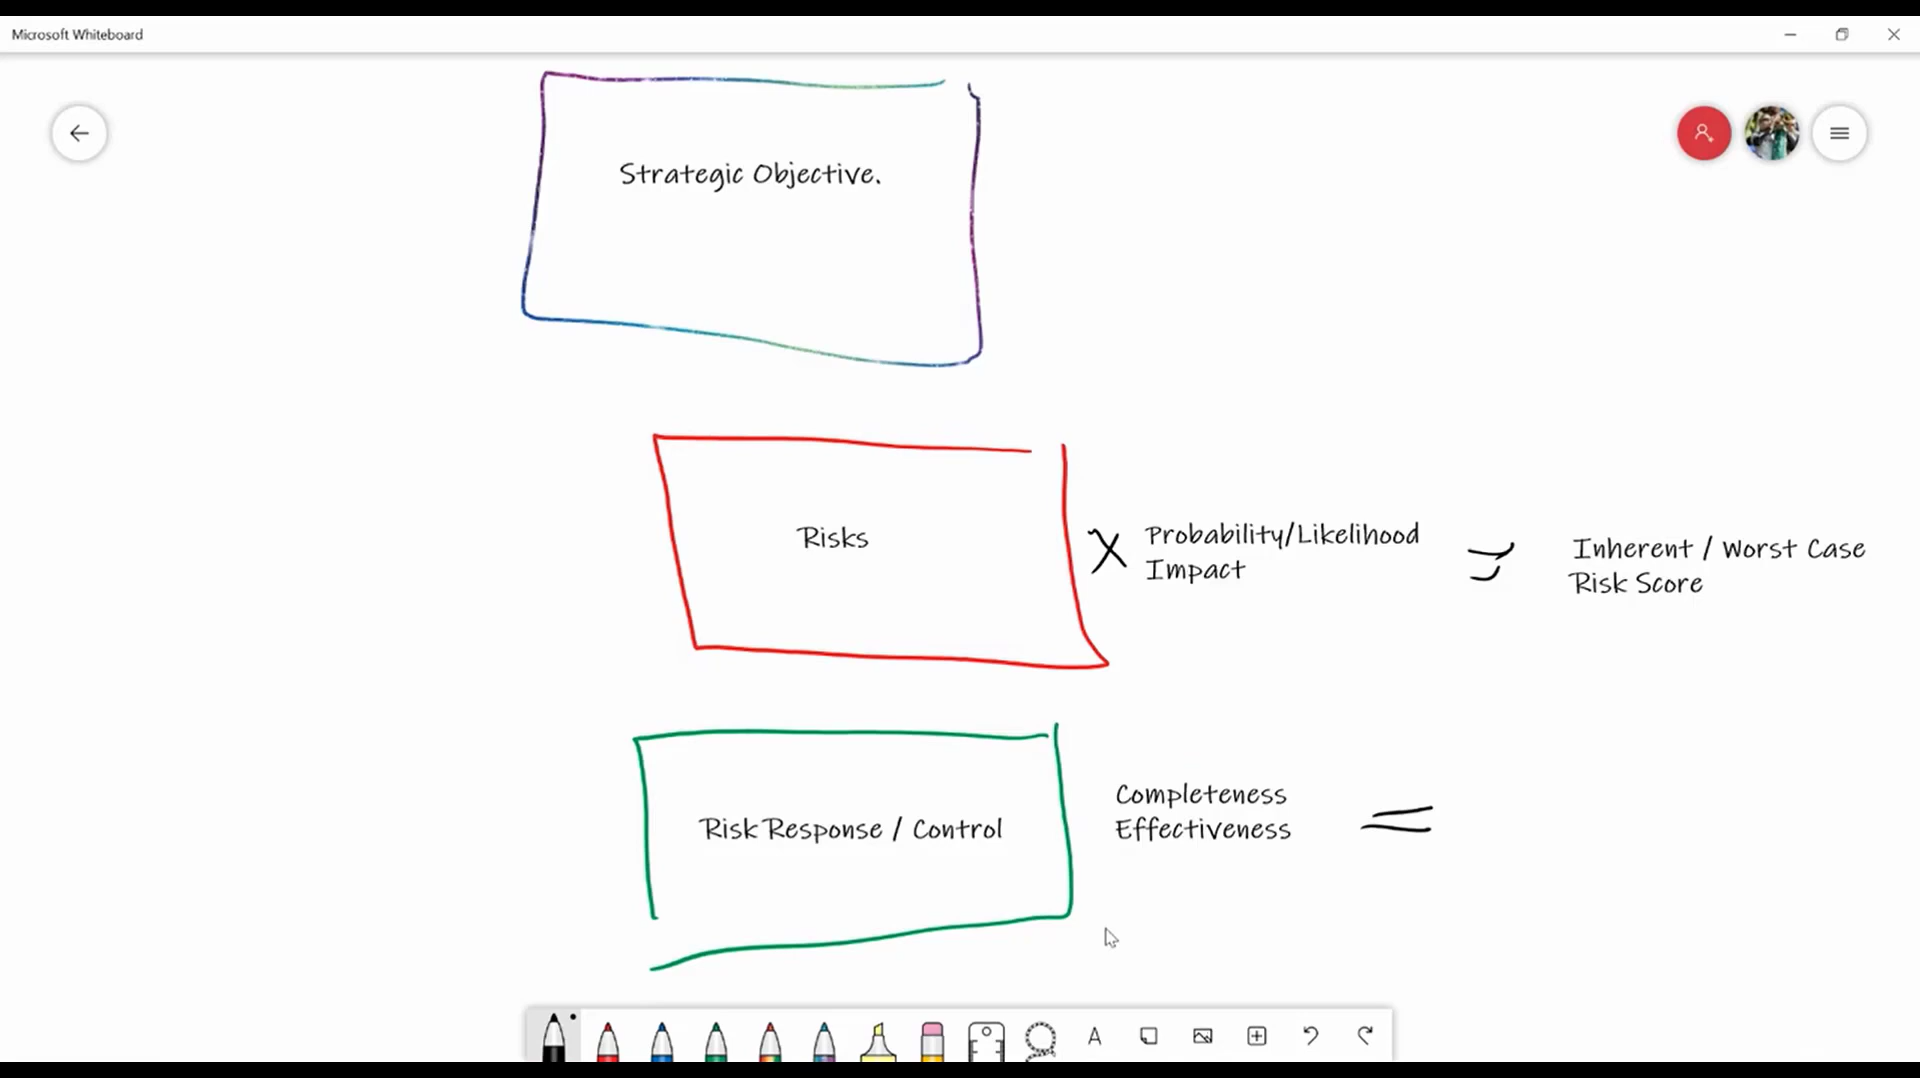 Microsoft Whiteboard
Strategic Objective.
Risks
X
Probability/Likelihood
Impact
=
Inherent / Worst Case
Risk Score
Risk Response / Control
Completeness
Effectiveness
=
A